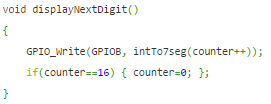 void displayNextDigit()
{
GPIO_Write(GPIOB, intTo7seg(counter++));
if(counter==16) { counter=0; };
}